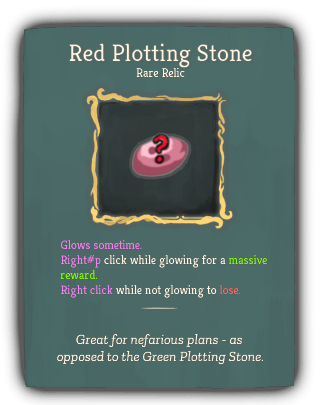 Red Plotting Stone
Rare Relic
?
Glows sometime.
Right#p click while glowing for a massive
reward.
Right click while not glowing to lose.
Great for nefarious plans - as
opposed to the Green Plotting Stone.